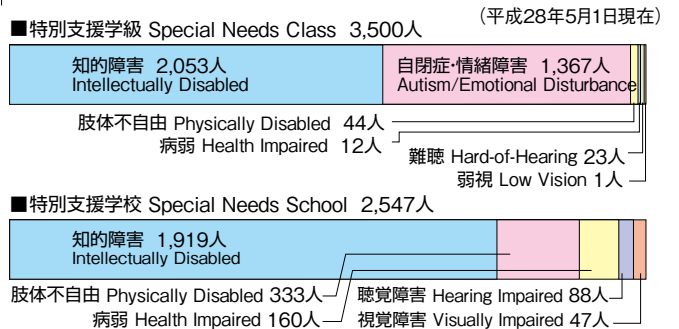 （平成28年5月1日現在）
■特別支援学級 Special Needs Class 3,500人
知的障害 2,053人
Intellectually Disabled
自閉症・情緒障害 1,367人
Autism/Emotional Disturbance
肢体不自由 Physically Disabled 44人
病弱 Health Impaired 12人
難聴 Hard-of-Hearing 23人
弱視 Low Vision 1人
■特別支援学校 Special Needs School 2,547人
知的障害 1,919人
Intellectually Disabled
肢体不自由 Physically Disabled 333人
聴覚障害 Hearing Impaired 88人
病弱 Health Impaired 160人
視覚障害 Visually Impaired 47人